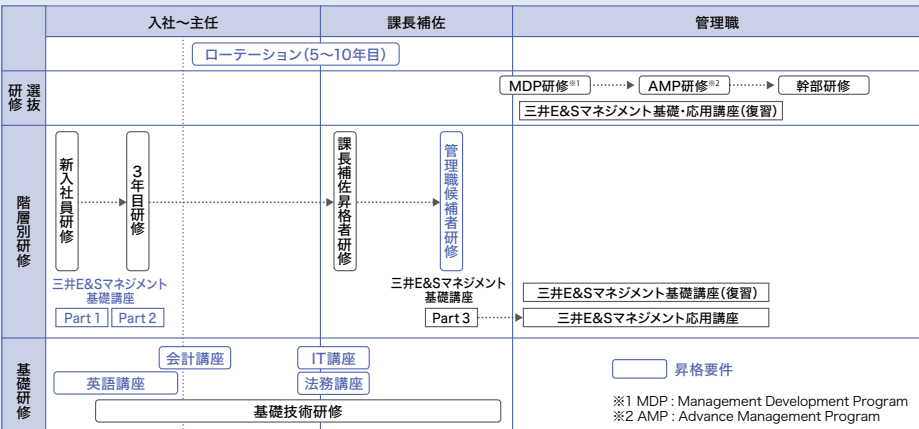 入社～主任
課長補佐
管理職
ローテーション（5～10年目）
選抜
研修
MDP研修※1
AMP研修※2
幹部研修
三井E&Sマネジメント基礎・応用講座（復習）
階層別研修
新入社員研修
3年目研修
課長補佐昇格者研修
管理職候補者研修
三井E&Sマネジメント
基礎講座
Part 1
Part 2
三井E&Sマネジメント
基礎講座
Part 3
三井E&Sマネジメント基礎講座（復習）
三井E&Sマネジメント応用講座
基礎研修
会計講座
IT講座
英語講座
法務講座
基礎技術研修
昇格要件
※1 MDP : Management Development Program
※2 AMP : Advance Management Program